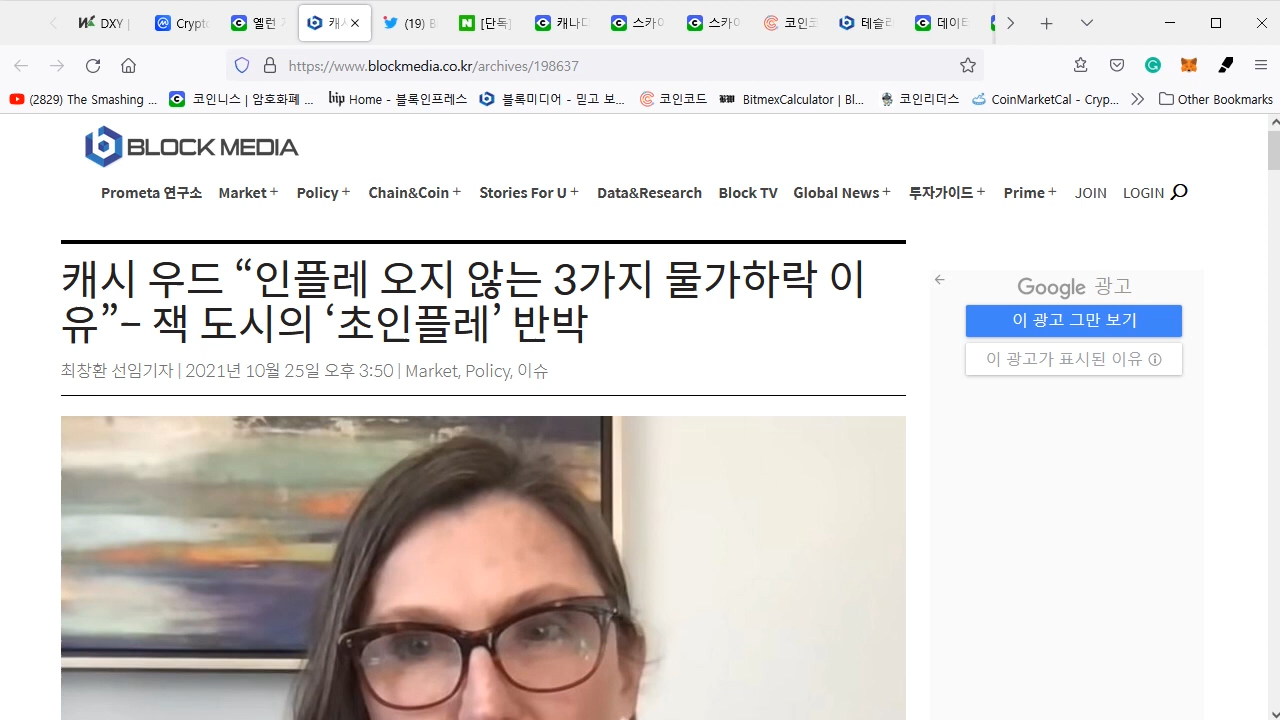 DXY
Crypto
옐런
캐시
(19) B
[단독]
캐나다
스카이
스카이
코인코
테슬라
데이터
https://www.blockmedia.co.kr/archives/198637
(2829) The Smashing ...
코인니스 | 암호화폐 ...
bip Home - 블록인프레스
블록미디어 - 믿고 보...
코인코드
BitmexCalculator | Bl...
코인리더스
CoinMarketCal - Cryp...
Other Bookmarks
BLOCK MEDIA
Prometa 연구소 Market + Policy + Chain&Coin + Stories For U + Data&Research Block TV Global News + 투자가이드 + Prime + JOIN LOGIN
캐시 우드 “인플레 오지 않는 3가지 물가하락 이
유”– 잭 도시의 ‘초인플레’ 반박
최창환 선임기자 | 2021년 10월 25일 오후 3:50 | Market, Policy, 이슈
Google 광고
이 광고 그만 보기
이 광고가 표시된 이유